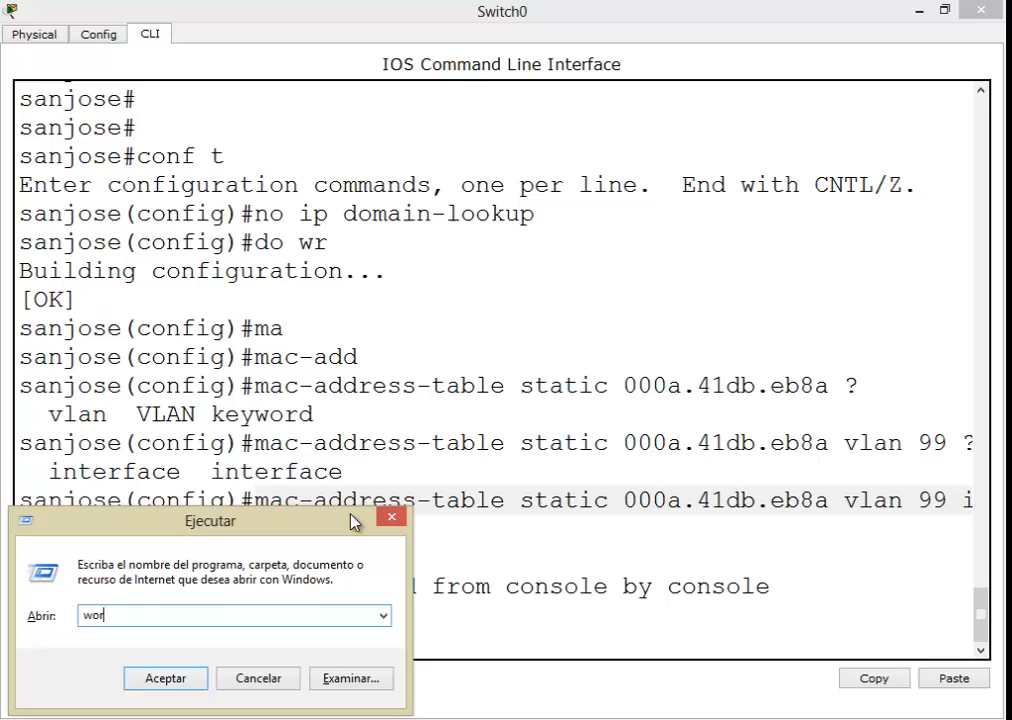 Switch0
Physical Config CLI
IOS Command Line Interface
sanjose#
sanjose#
sanjose#conf t
Enter configuration commands, one per line. End with CNTL/Z.
sanjose(config)#no ip domain-lookup
sanjose(config)#do wr
Building configuration...
[OK]
sanjose(config)#ma
sanjose(config)#mac-add
sanjose(config)#mac-address-table static 000a.41db.eb8a ?
vlan VLAN keyword
sanjose(config)#mac-address-table static 000a.41db.eb8a vlan 99 ?
interface interface
sanjose(config)#mac-address-table static 000a.41db.eb8a vlan 99 i
from console by console
Ejecutar
Escriba el nombre del programa, carpeta, documento o
recurso de Internet que desea abrir con Windows.
Abrir: wor
Aceptar Cancelar Examinar...
Copy Paste